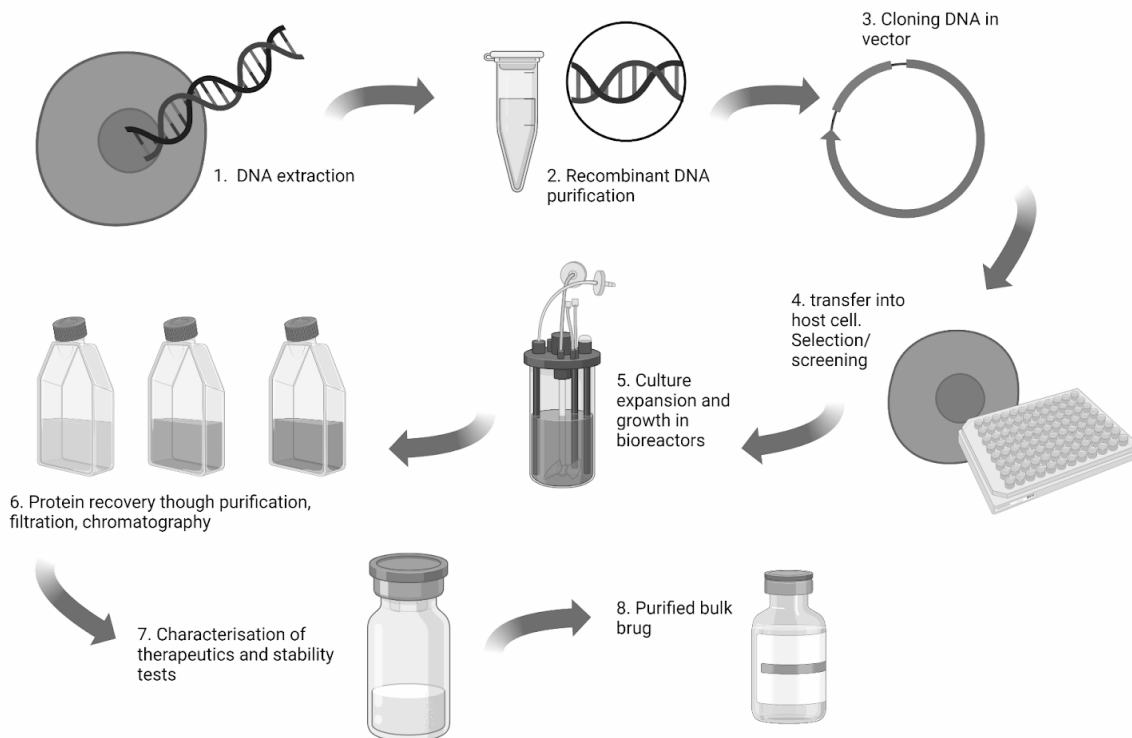 1. DNA extraction
2. Recombinant DNA
purification
3. Cloning DNA in
vector
4. transfer into
host cell.
Selection/
screening
5. Culture
expansion and
growth in
bioreactors
6. Protein recovery though purification,
filtration, chromatography
7. Characterisation of
therapeutics and stability
tests
8. Purified bulk
brug